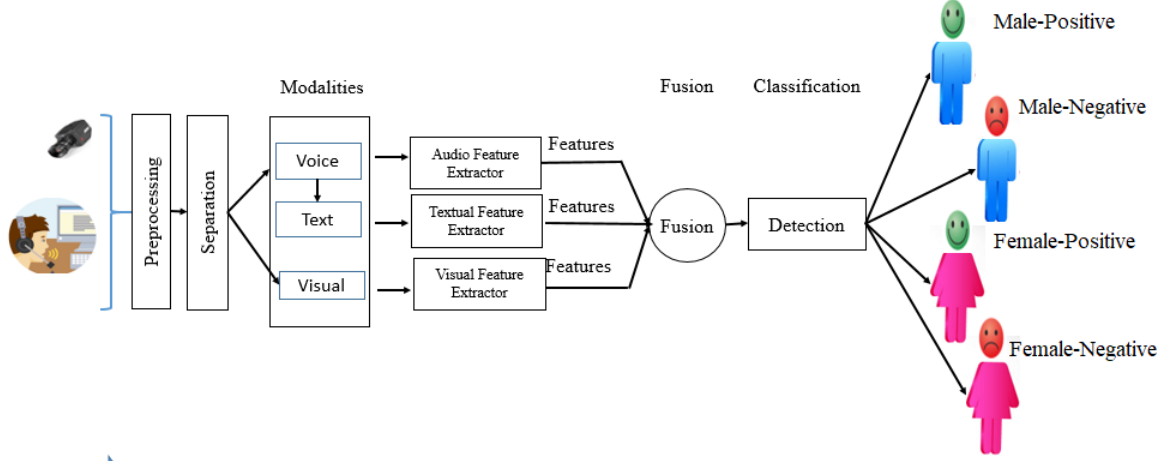 Male-Positive
Modalities
Fusion
Classification
Male-Negative
Preprocessing
Separation
Voice
Audio Feature
Extractor
Features
Text
Textual Feature
Extractor
Features
Fusion
Detection
Female-Positive
Visual
Visual Feature
Extractor
Features
Female-Negative